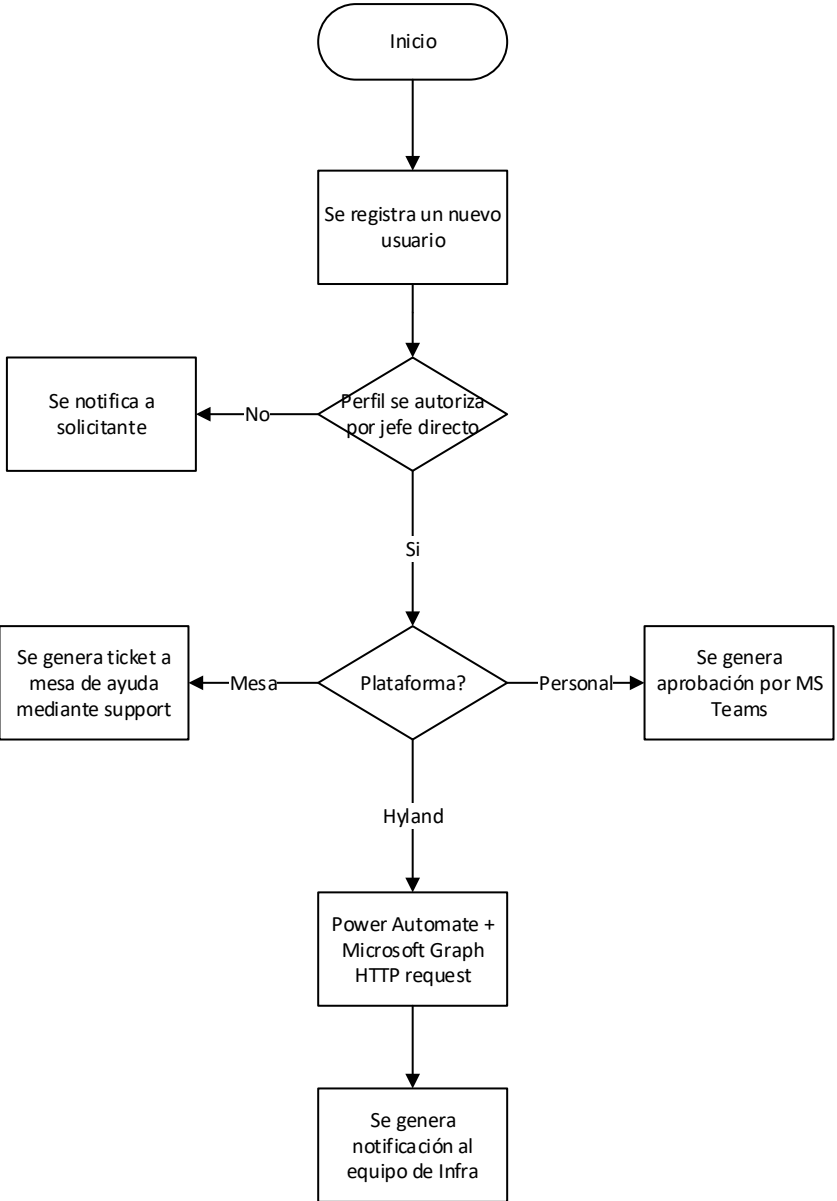 Inicio
Se registra un nuevo
usuario
Perfil se autoriza
por jefe directo
No
Se notifica a
solicitante
Si
Plataforma?
Mesa
Se genera ticket a
mesa de ayuda
mediante support
Personal
Se genera
aprobación por MS
Teams
Hyland
Power Automate +
Microsoft Graph
HTTP request
Se genera
notificación al
equipo de Infra